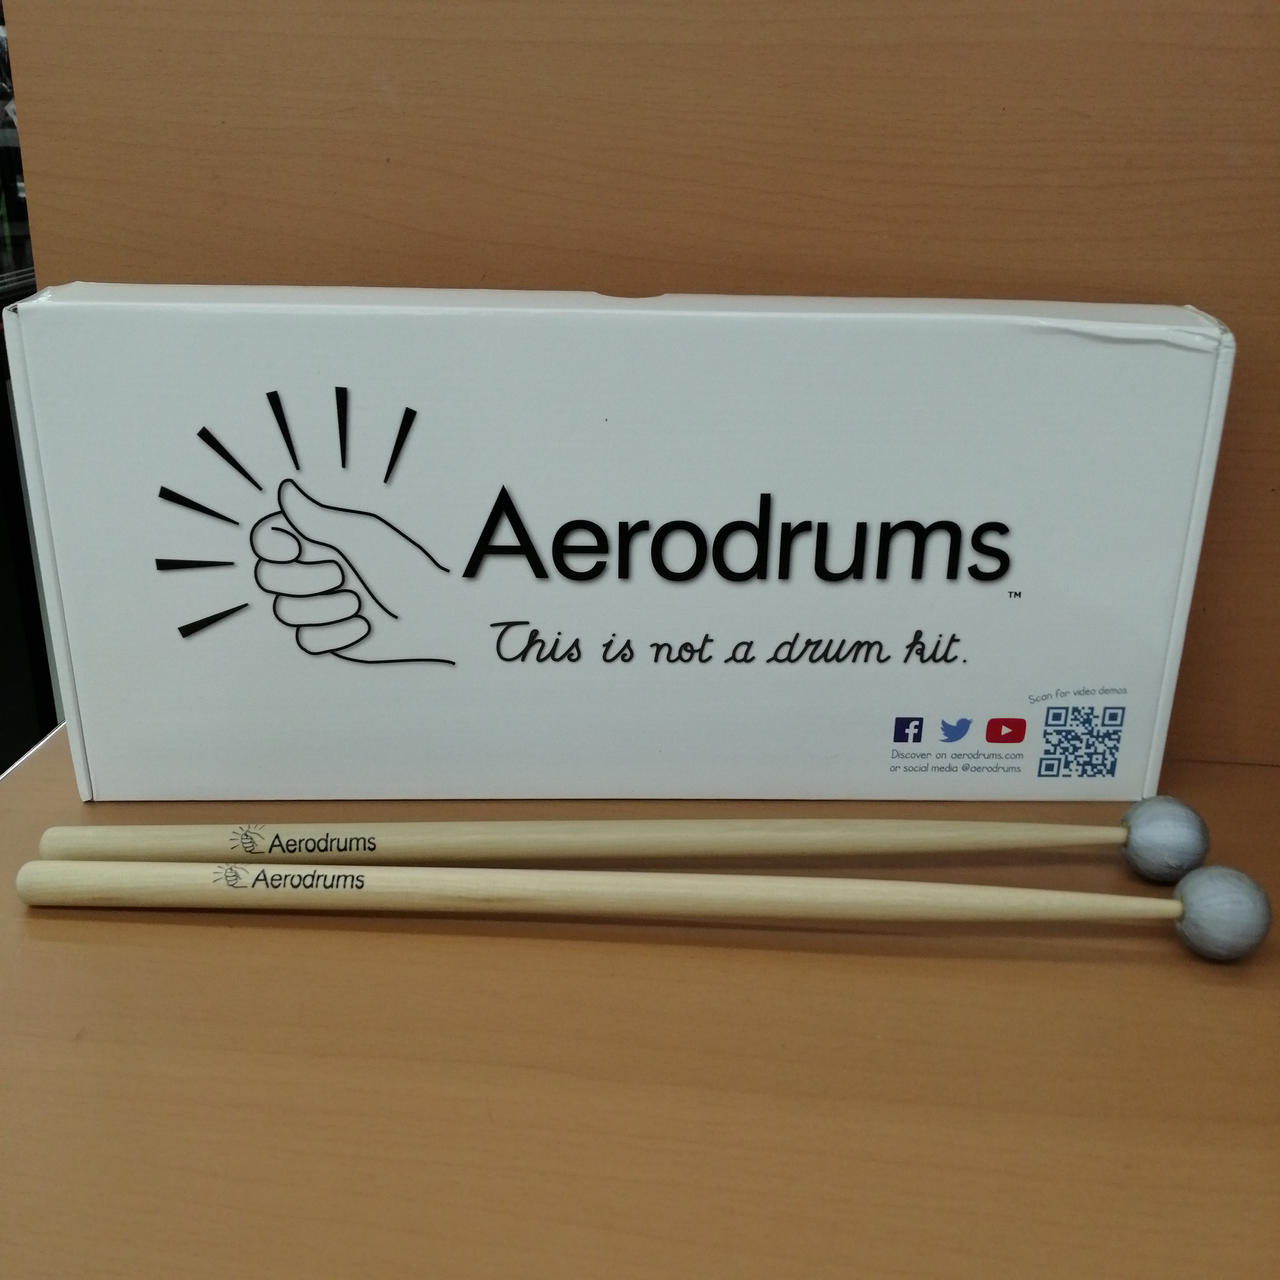 Aerodrums
TM
This is not a drum kit.
Scan for video demos
Discover on aerodrums.com
or social media @aerodrums
Aerodrums
Aerodrums